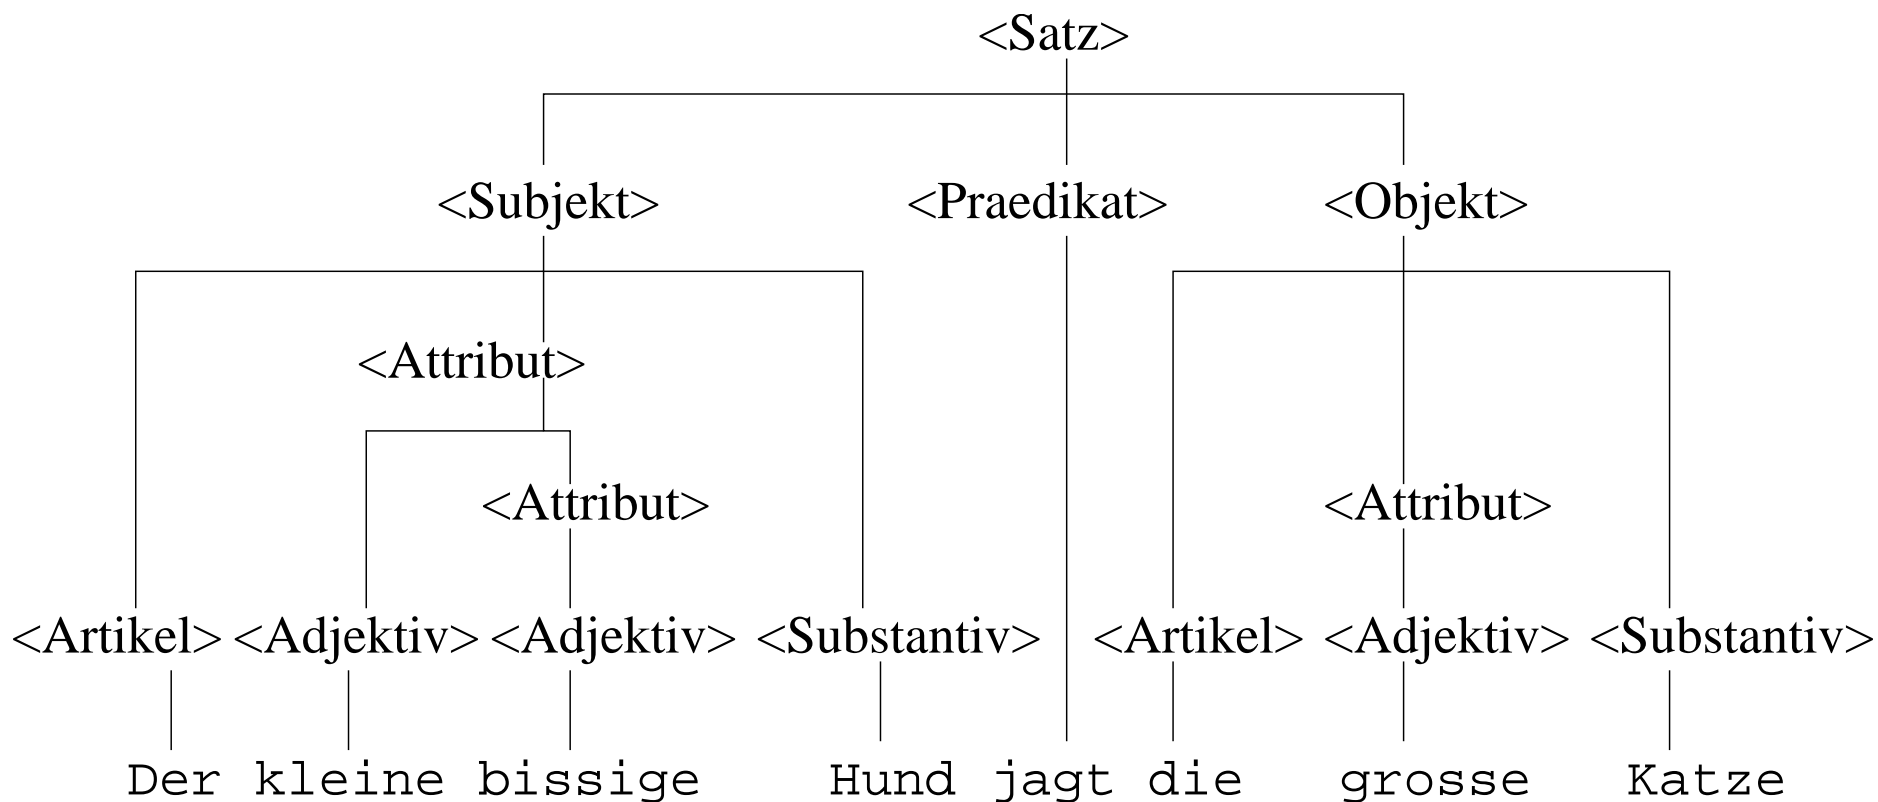 <Satz>
<Subjekt> <Praedikat> <Objekt>
<Attribut>
<Attribut> <Attribut>
<Artikel> <Adjektiv> <Adjektiv> <Substantiv> <Artikel> <Adjektiv> <Substantiv>
Der kleine bissige Hund jagt die grosse Katze